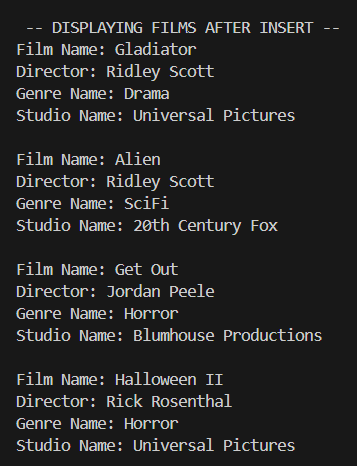 -- DISPLAYING FILMS AFTER INSERT --
Film Name: Gladiator
Director: Ridley Scott
Genre Name: Drama
Studio Name: Universal Pictures

Film Name: Alien
Director: Ridley Scott
Genre Name: SciFi
Studio Name: 20th Century Fox

Film Name: Get Out
Director: Jordan Peele
Genre Name: Horror
Studio Name: Blumhouse Productions

Film Name: Halloween II
Director: Rick Rosenthal
Genre Name: Horror
Studio Name: Universal Pictures